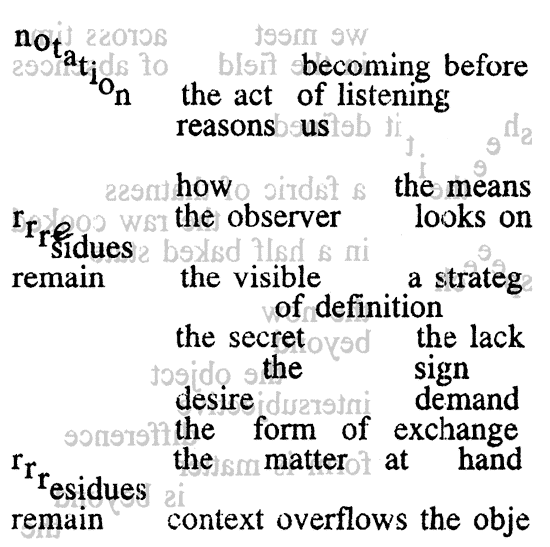 notation becoming before
the act of listening
reasons us
how the means
rrresidues the observer looks on
remain the visible a strateg
of definition
the secret the lack
the sign
desire demand
the form of exchange
rrresidues the matter at hand
remain context overflows the obje